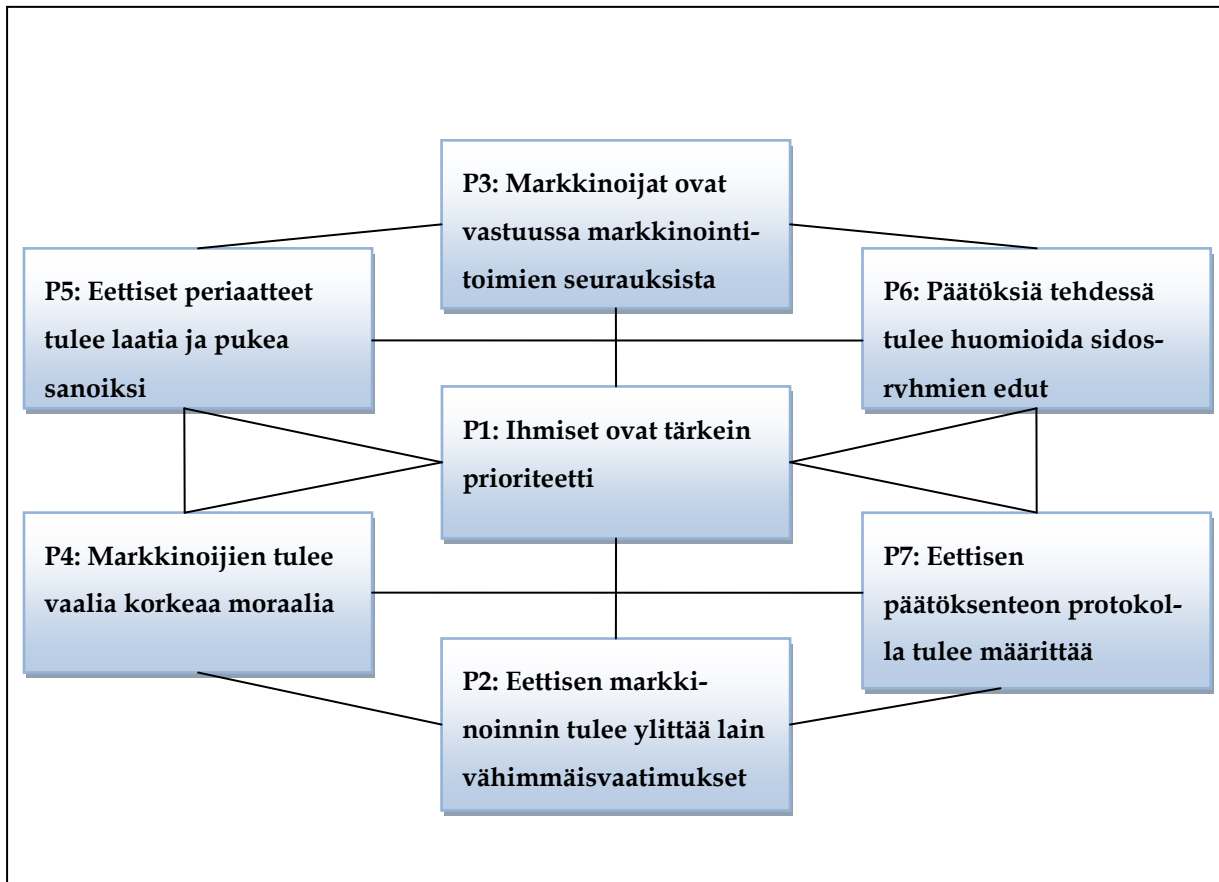 P3: Markkinoijat ovat
vastuussa markkinointi-
toimien seurauksista
P5: Eettiset periaatteet
tulee laatia ja pukea
sanoiksi
P6: Päätöksiä tehdessä
tulee huomioida sidos-
ryhmien edut
P1: Ihmiset ovat tärkein
prioriteetti
P4: Markkinoijien tulee
vaalia korkeaa moraalia
P7: Eettisen
päätöksenteon protokol-
la tulee määrittää
P2: Eettisen markki-
noinnin tulee ylittää lain
vähimmäisvaatimukset